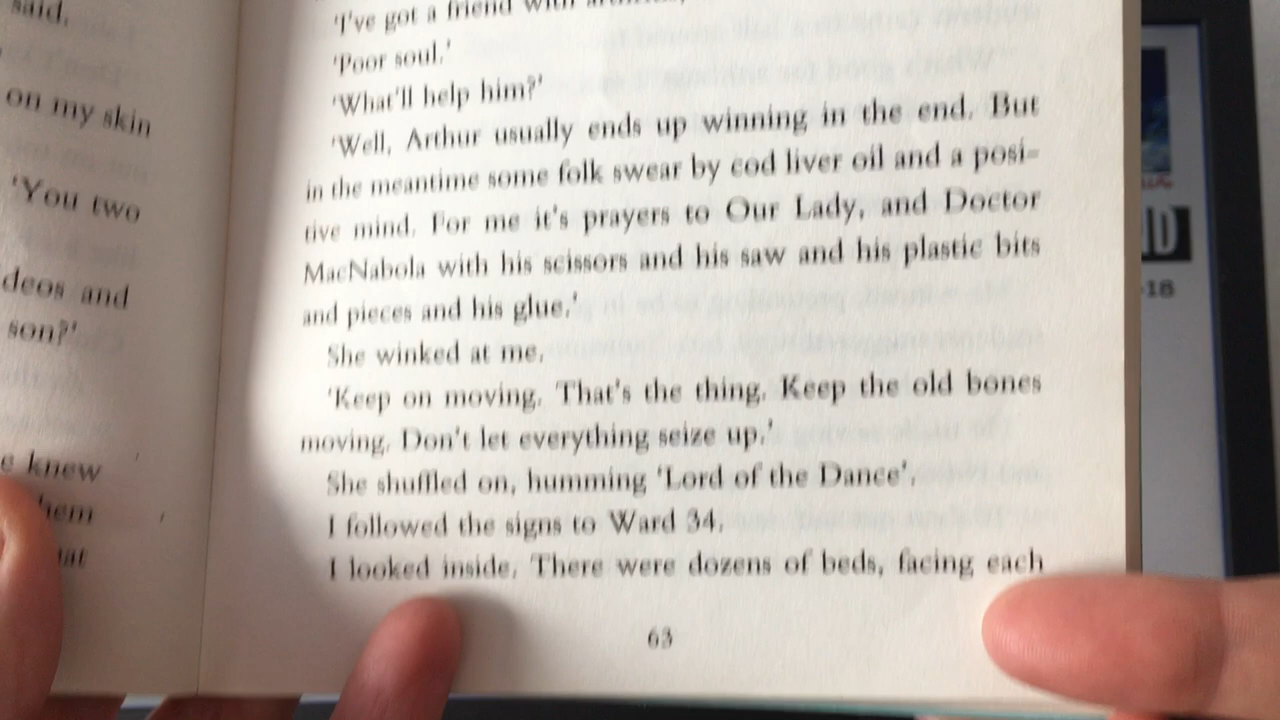 said.
on my skin
'You two
deos and
son?'
e knew
hem
at
'I've got a friend with
'Poor soul.'
'What'll help him?'
'Well, Arthur usually ends up winning in the end. But
in the meantime some folk swear by cod liver oil and a posi-
tive mind. For me it's prayers to Our Lady, and Doctor
MacNabola with his scissors and his saw and his plastic bits
and pieces and his glue.'
She winked at me.
'Keep on moving. That's the thing. Keep the old bones
moving. Don't let everything seize up.'
She shuffled on, humming 'Lord of the Dance'.
I followed the signs to Ward 34.
I looked inside. There were dozens of beds, facing each
63
ID
-18